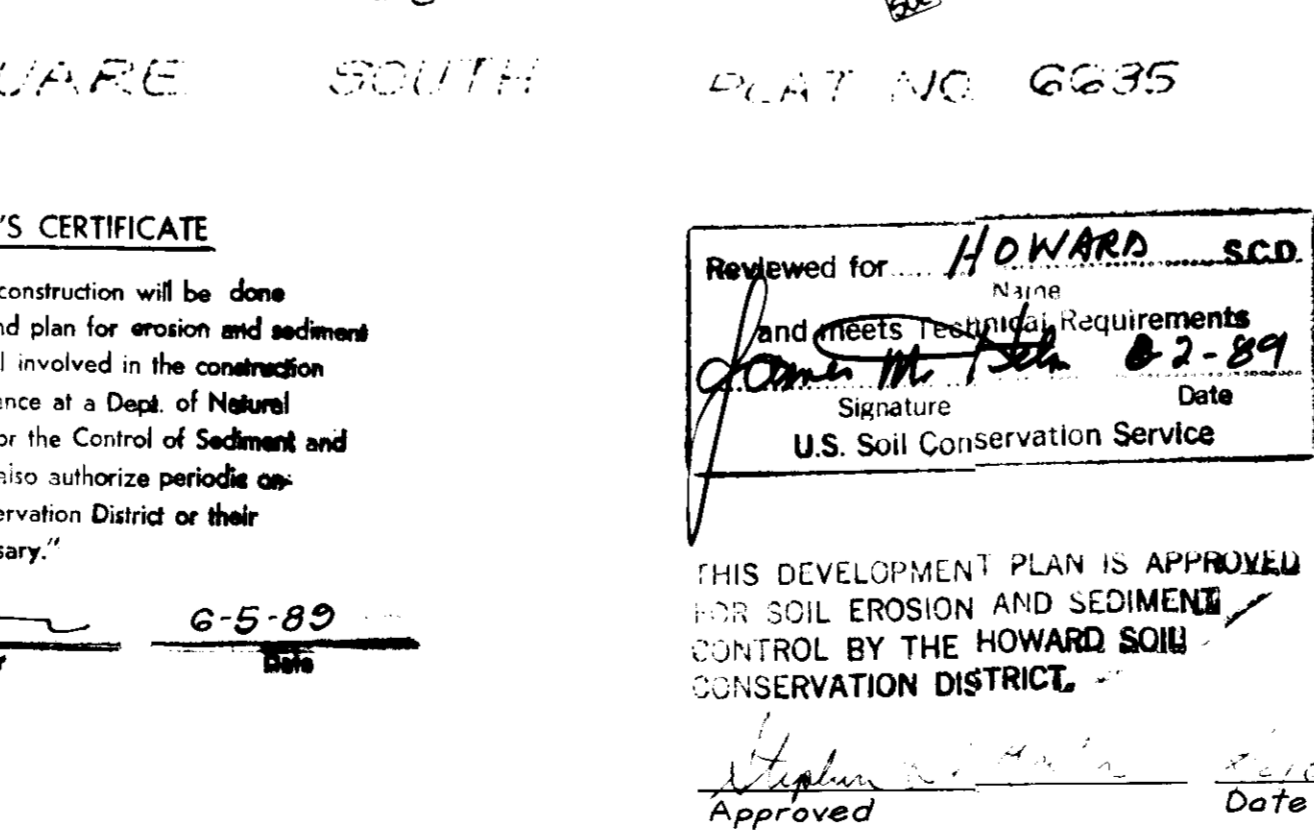 UARE SOUTH PLAT NO 6635
'S CERTIFICATE
construction will be done
nd plan for erosion and sediment
l involved in the construction
ance at a Dept. of Natural
or the Control of Sediment and
also authorize periodic on-
ervation District or their
sary."
6-5-89
r Date
Reviewed for HOWARD S.C.D.
Name
and meets Technical Requirements
James M. 2-89
Signature Date
U.S. Soil Conservation Service
THIS DEVELOPMENT PLAN IS APPROVED
FOR SOIL EROSION AND SEDIMENT
CONTROL BY THE HOWARD SOIL
CONSERVATION DISTRICT.
Stephen
Approved Date